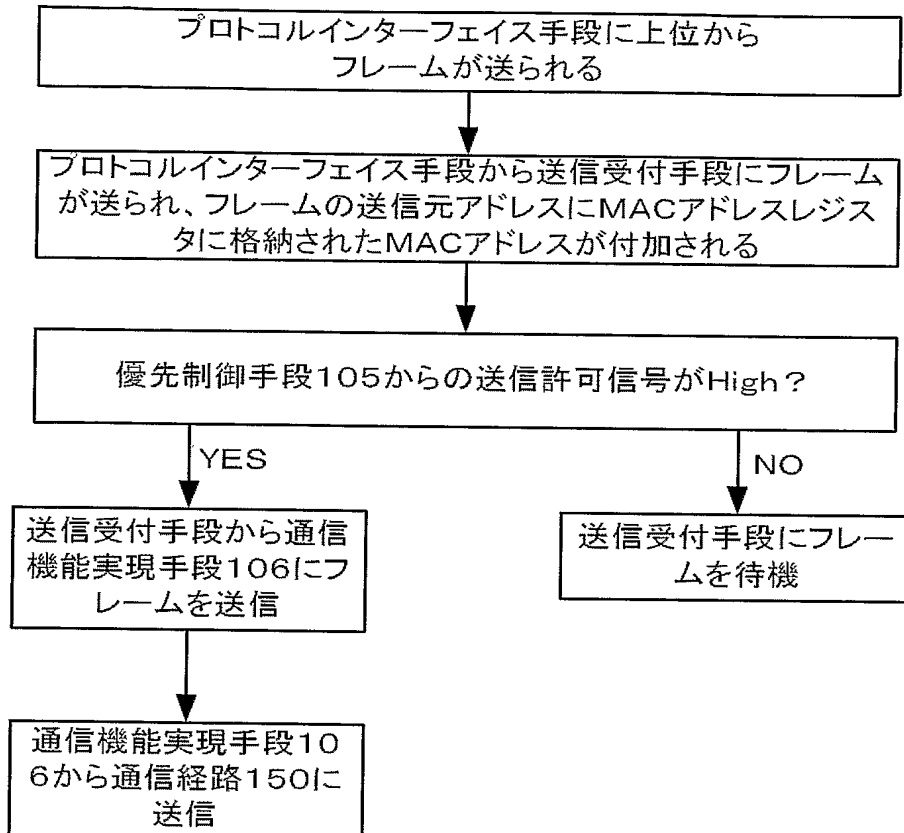 プロトコルインターフェイス手段に上位から
フレームが送られる
プロトコルインターフェイス手段から送信受付手段にフレーム
が送られ、フレームの送信元アドレスにMACアドレスレジス
タに格納されたMACアドレスが付加される
優先制御手段105からの送信許可信号がHigh?
YES
NO
送信受付手段から通信
機能実現手段106にフ
レームを送信
送信受付手段にフレー
ムを待機
通信機能実現手段10
6から通信経路150に
送信